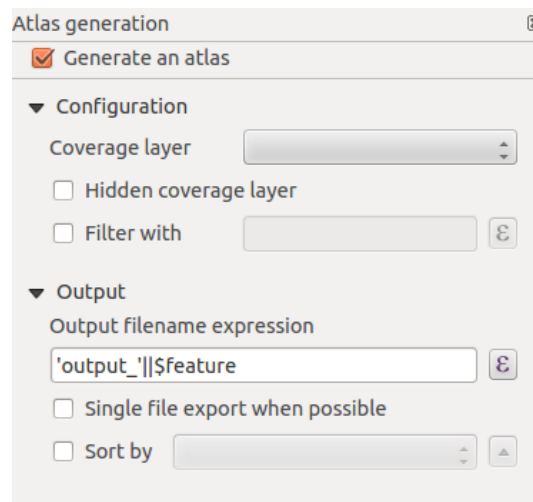 Atlas generation
Generate an atlas
Configuration
Coverage layer
Hidden coverage layer
Filter with
ε
Output
Output filename expression
'output_'||$feature
ε
Single file export when possible
Sort by